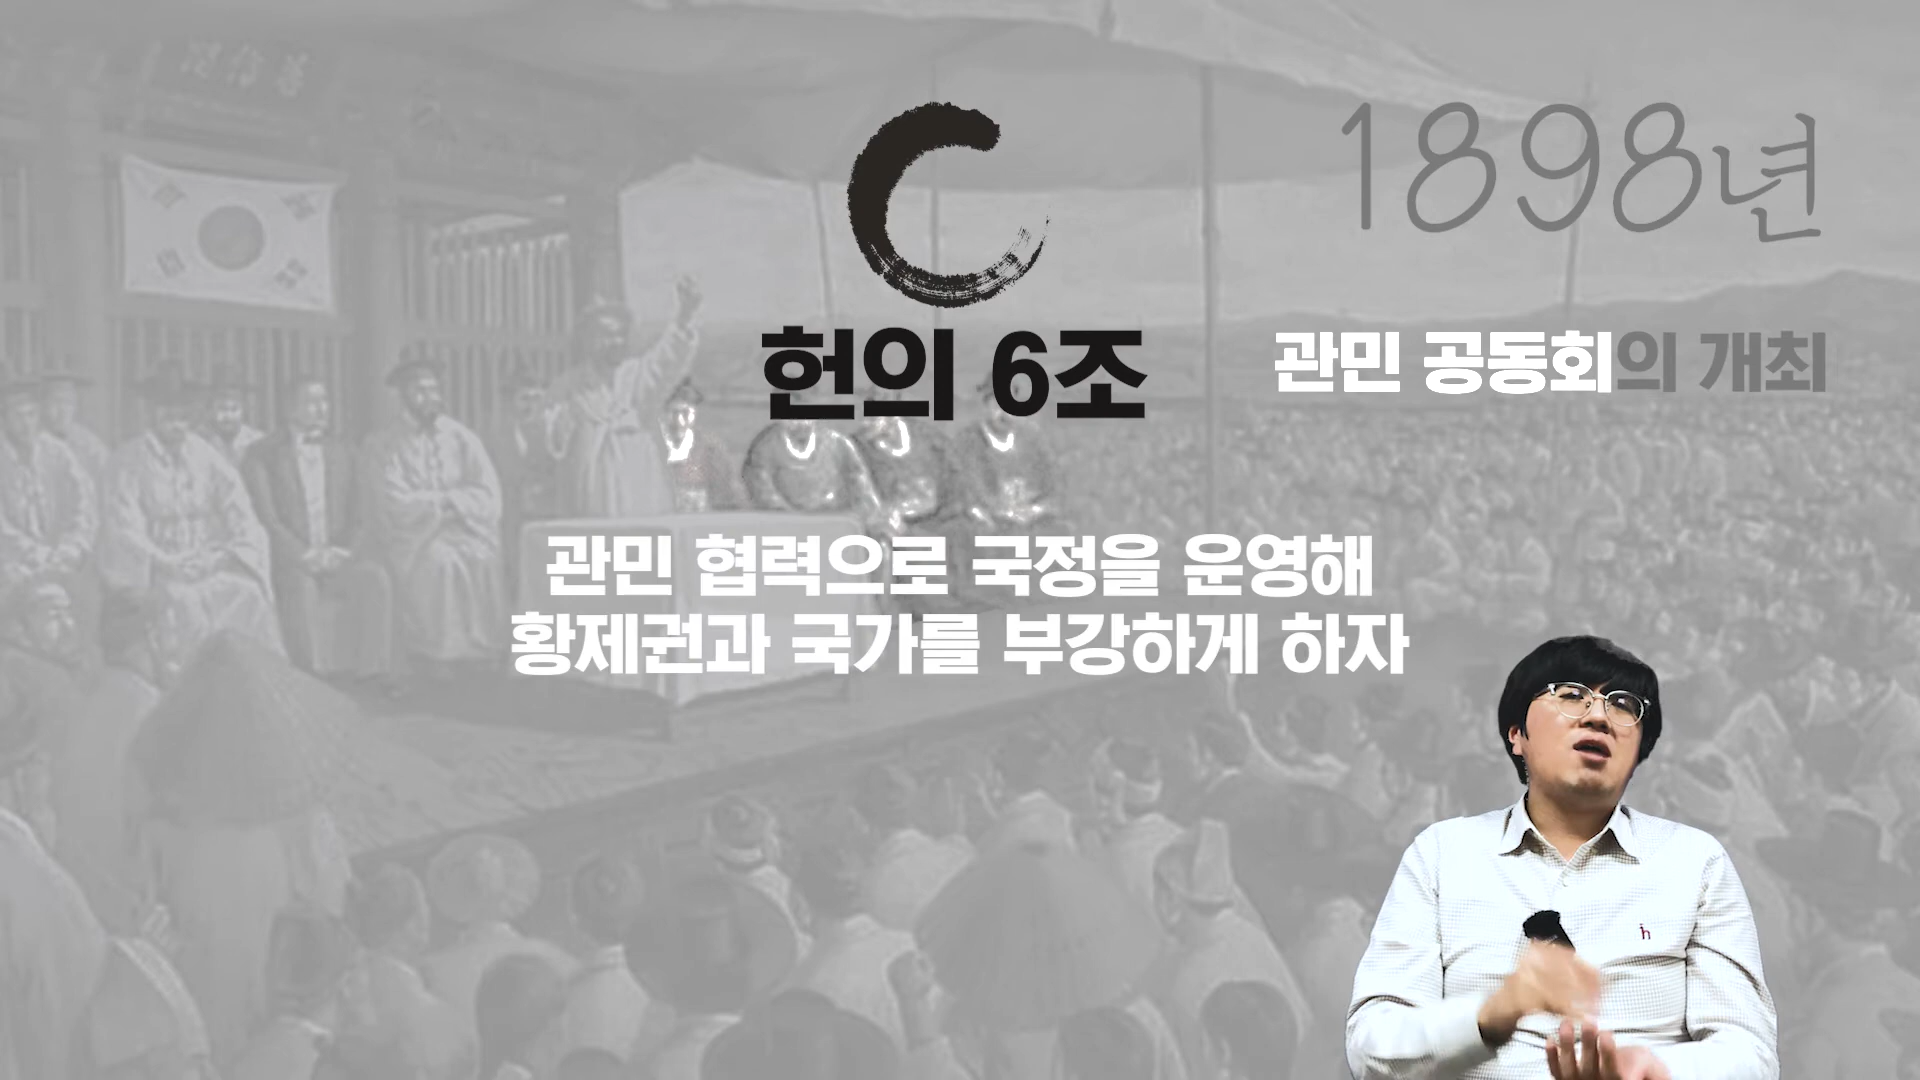 1898년
헌의 6조
관민 공동회의 개최
관민 협력으로 국정을 운영해
황제권과 국가를 부강하게 하자
h